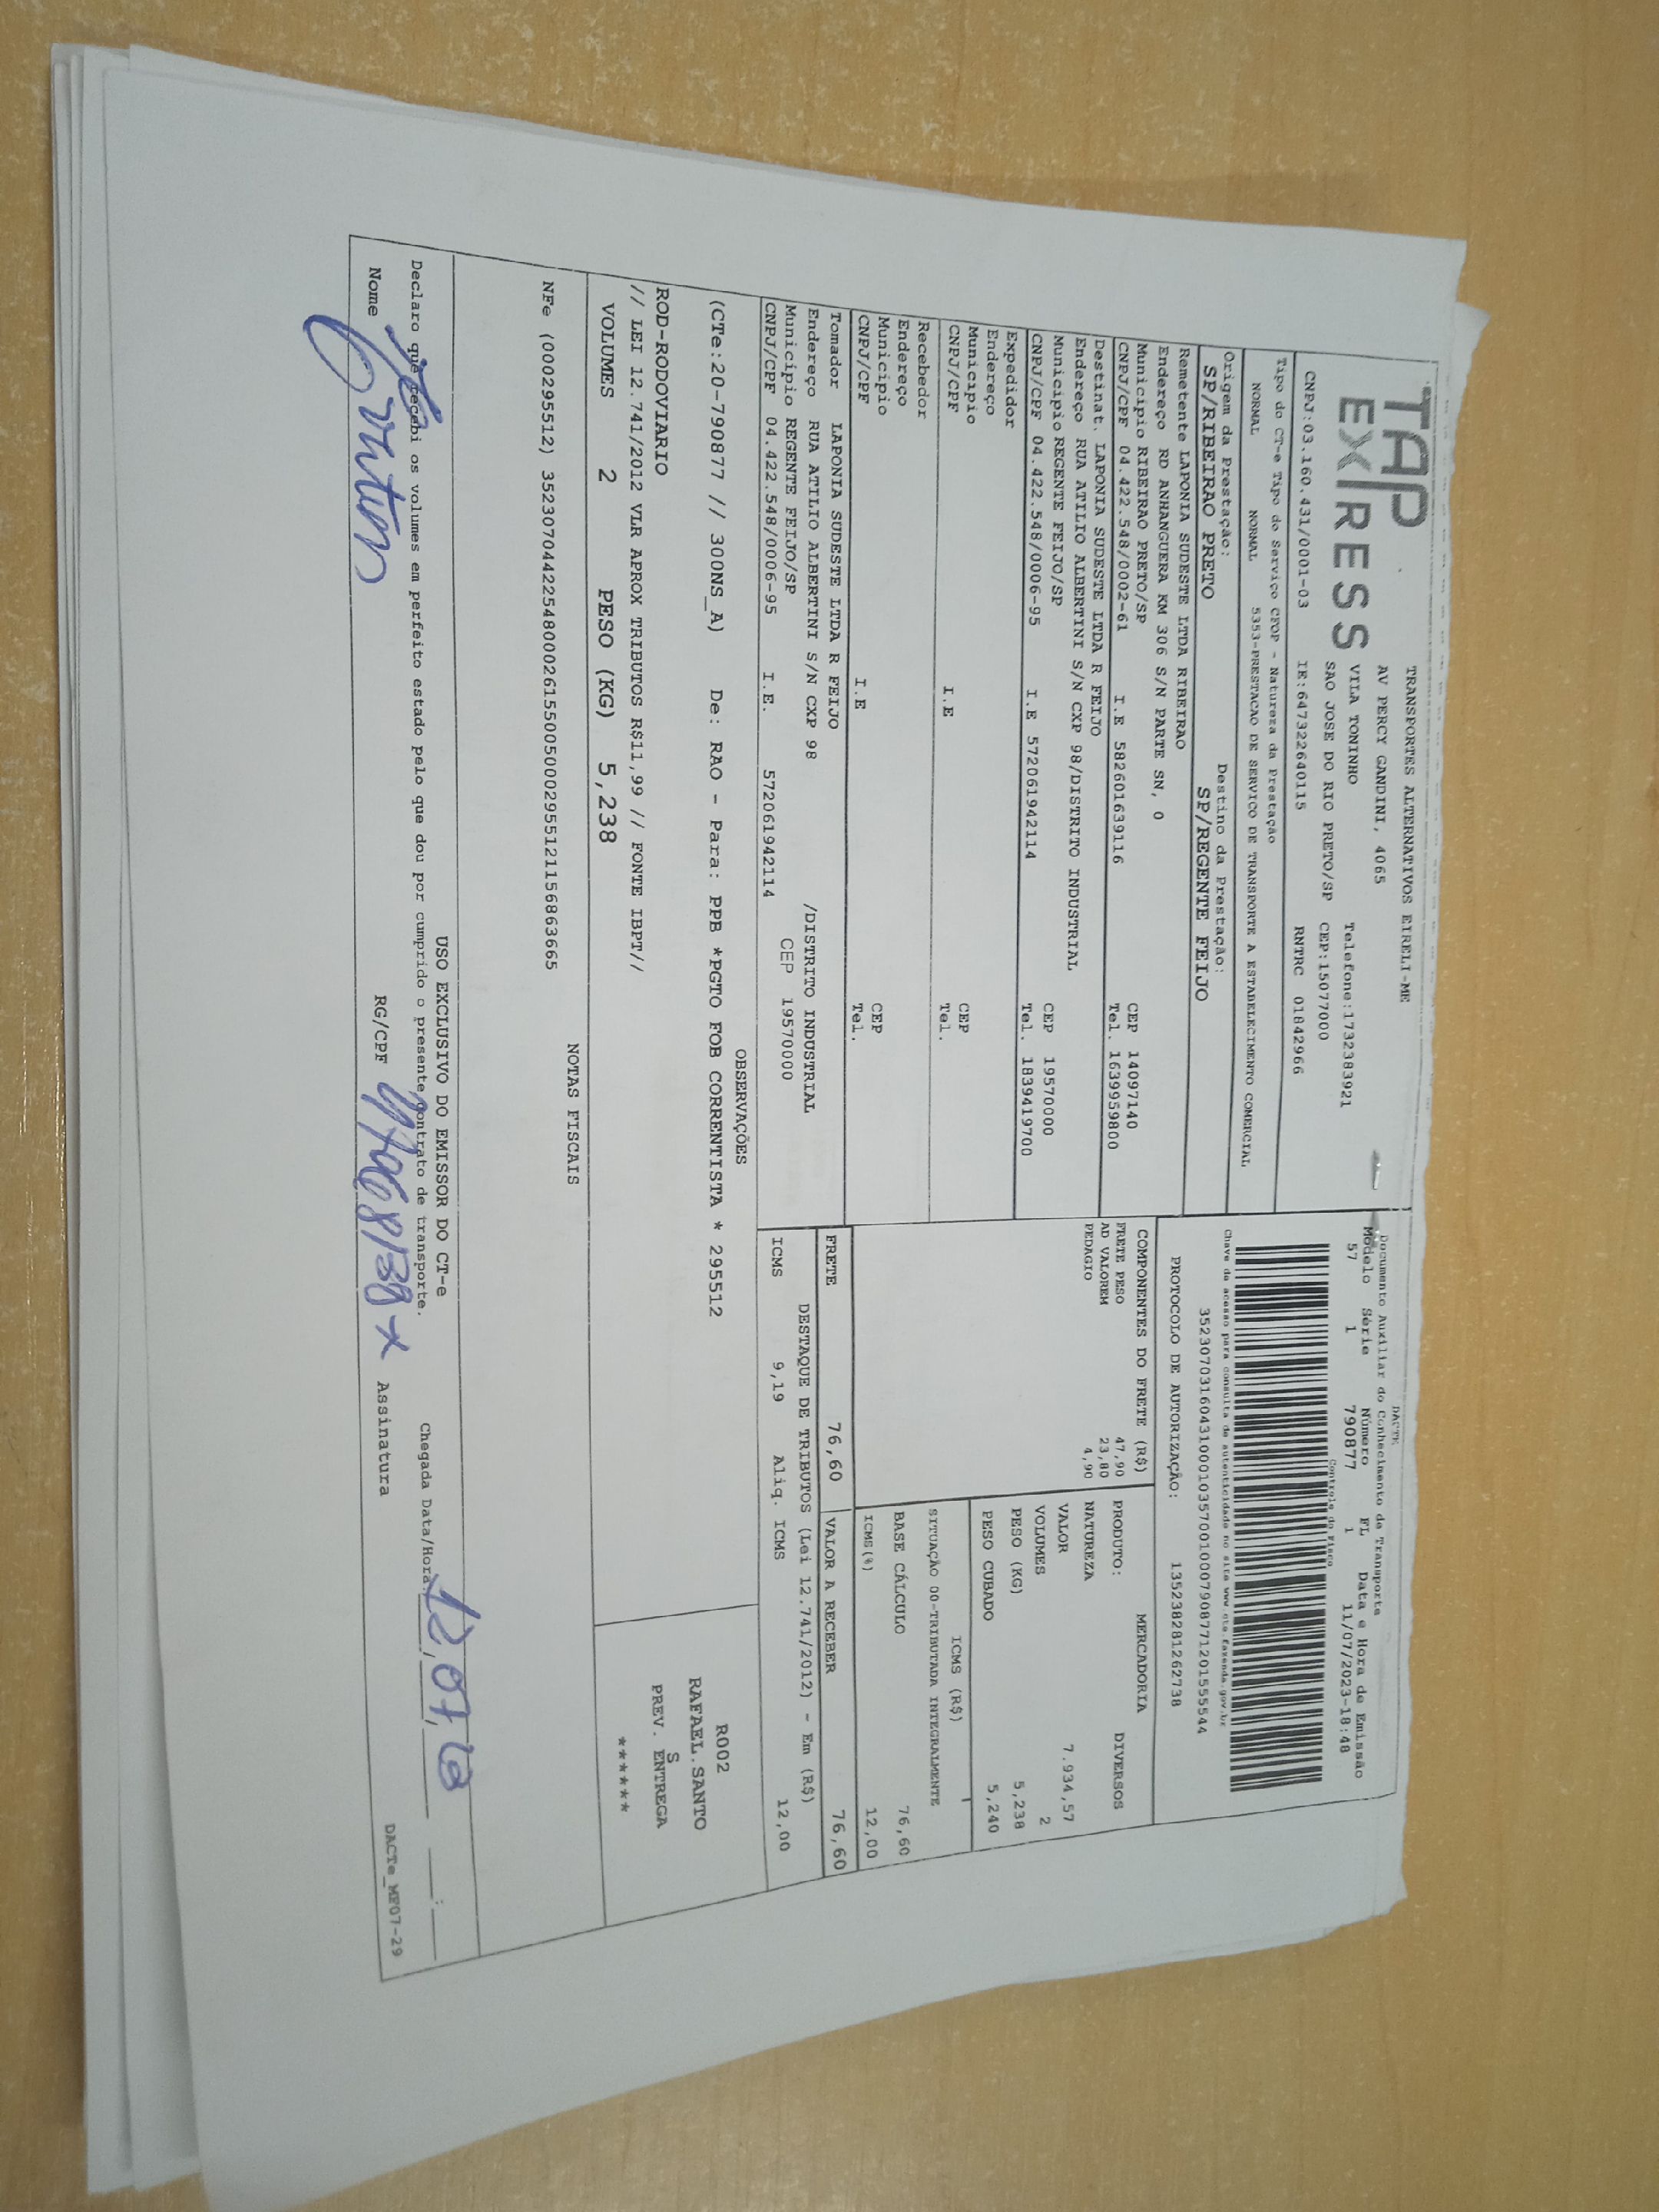 TAP EXPRESS
TRANSPORTES ALTERNATIVOS EIRELI-ME
AV PERCY GANDINI, 4065
VILA TONINHO Telefone:1732383921
SAO JOSE DO RIO PRETO/SP CEP:15077000
CNPJ:03.160.431/0001-03 IE:647322640115 RNTRC 01842966
DACTE
Documento Auxiliar do Conhecimento de Transporte
Modelo Série Número FL Data e Hora de Emissão
57 1 790877 1 11/07/2023-18:48
Controle do Fisco
Chave de acesso para consulta de autenticidade no site www.cte.fazenda.gov.br
35230703160431000103570010007908771201555544
PROTOCOLO DE AUTORIZAÇÃO: 135238281262738
Tipo do CT-e Tipo do Serviço CFOP - Natureza da Prestação
NORMAL NORMAL 5353-PRESTACAO DE SERVICO DE TRANSPORTE A ESTABELECIMENTO COMERCIAL
Origem da Prestação: Destino da Prestação:
SP/RIBEIRAO PRETO SP/REGENTE FEIJO
Remetente LAPONIA SUDESTE LTDA RIBEIRAO
Endereço RD ANHANGUERA KM 306 S/N PARTE SN, 0
Municipio RIBEIRAO PRETO/SP CEP 14097140
CNPJ/CPF 04.422.548/0002-61 I.E 582601639116 Tel. 1639959800
Destinat. LAPONIA SUDESTE LTDA R FEIJO
Endereço RUA ATILIO ALBERTINI S/N CXP 98/DISTRITO INDUSTRIAL
Municipio REGENTE FEIJO/SP CEP 19570000
CNPJ/CPF 04.422.548/0006-95 I.E 572061942114 Tel. 1839419700
Expedidor
Endereço
Municipio CEP
CNPJ/CPF I.E Tel.
Recebedor
Endereço
Municipio CEP
CNPJ/CPF I.E Tel.
Tomador LAPONIA SUDESTE LTDA R FEIJO
Endereço RUA ATILIO ALBERTINI S/N CXP 98 /DISTRITO INDUSTRIAL
Município REGENTE FEIJO/SP CEP 19570000
CNPJ/CPF 04.422.548/0006-95 I.E. 572061942114
COMPONENTES DO FRETE (R$)
FRETE PESO 47,90
AD VALOREM 23,80
PEDAGIO 4,90
MERCADORIA
PRODUTO: DIVERSOS
NATUREZA
VALOR 7.934,57
VOLUMES 2
PESO (KG) 5,238
PESO CUBADO 5,240
ICMS (R$)
SITUAÇÃO 00-TRIBUTADA INTEGRALMENTE
BASE CÁLCULO 76,60
ICMS(%) 12,00
FRETE 76,60 VALOR A RECEBER 76,60
DESTAQUE DE TRIBUTOS (Lei 12.741/2012) - Em (R$)
ICMS 9,19 Aliq. ICMS 12,00
OBSERVAÇÕES
(CTe:20-790877 // 300NS_A) De: RAO - Para: PPB *PGTO FOB CORRENTISTA * 295512
ROD-RODOVIARIO
// LEI 12.741/2012 VLR APROX TRIBUTOS R$11,99 // FONTE IBPT//
VOLUMES 2 PESO (KG) 5,238
R002
RAFAEL.SANTO
S
PREV. ENTREGA
******
NOTAS FISCAIS
NFe (000295512) 35230704422548000261550050002955121156863665
USO EXCLUSIVO DO EMISSOR DO CT-e
Declaro que recebi os volumes em perfeito estado pelo que dou por cumprido o presente contrato de transporte.
Chegada Data/Hora: 12,07,
Nome RG/CPF Assinatura
DACTe_MF07-29